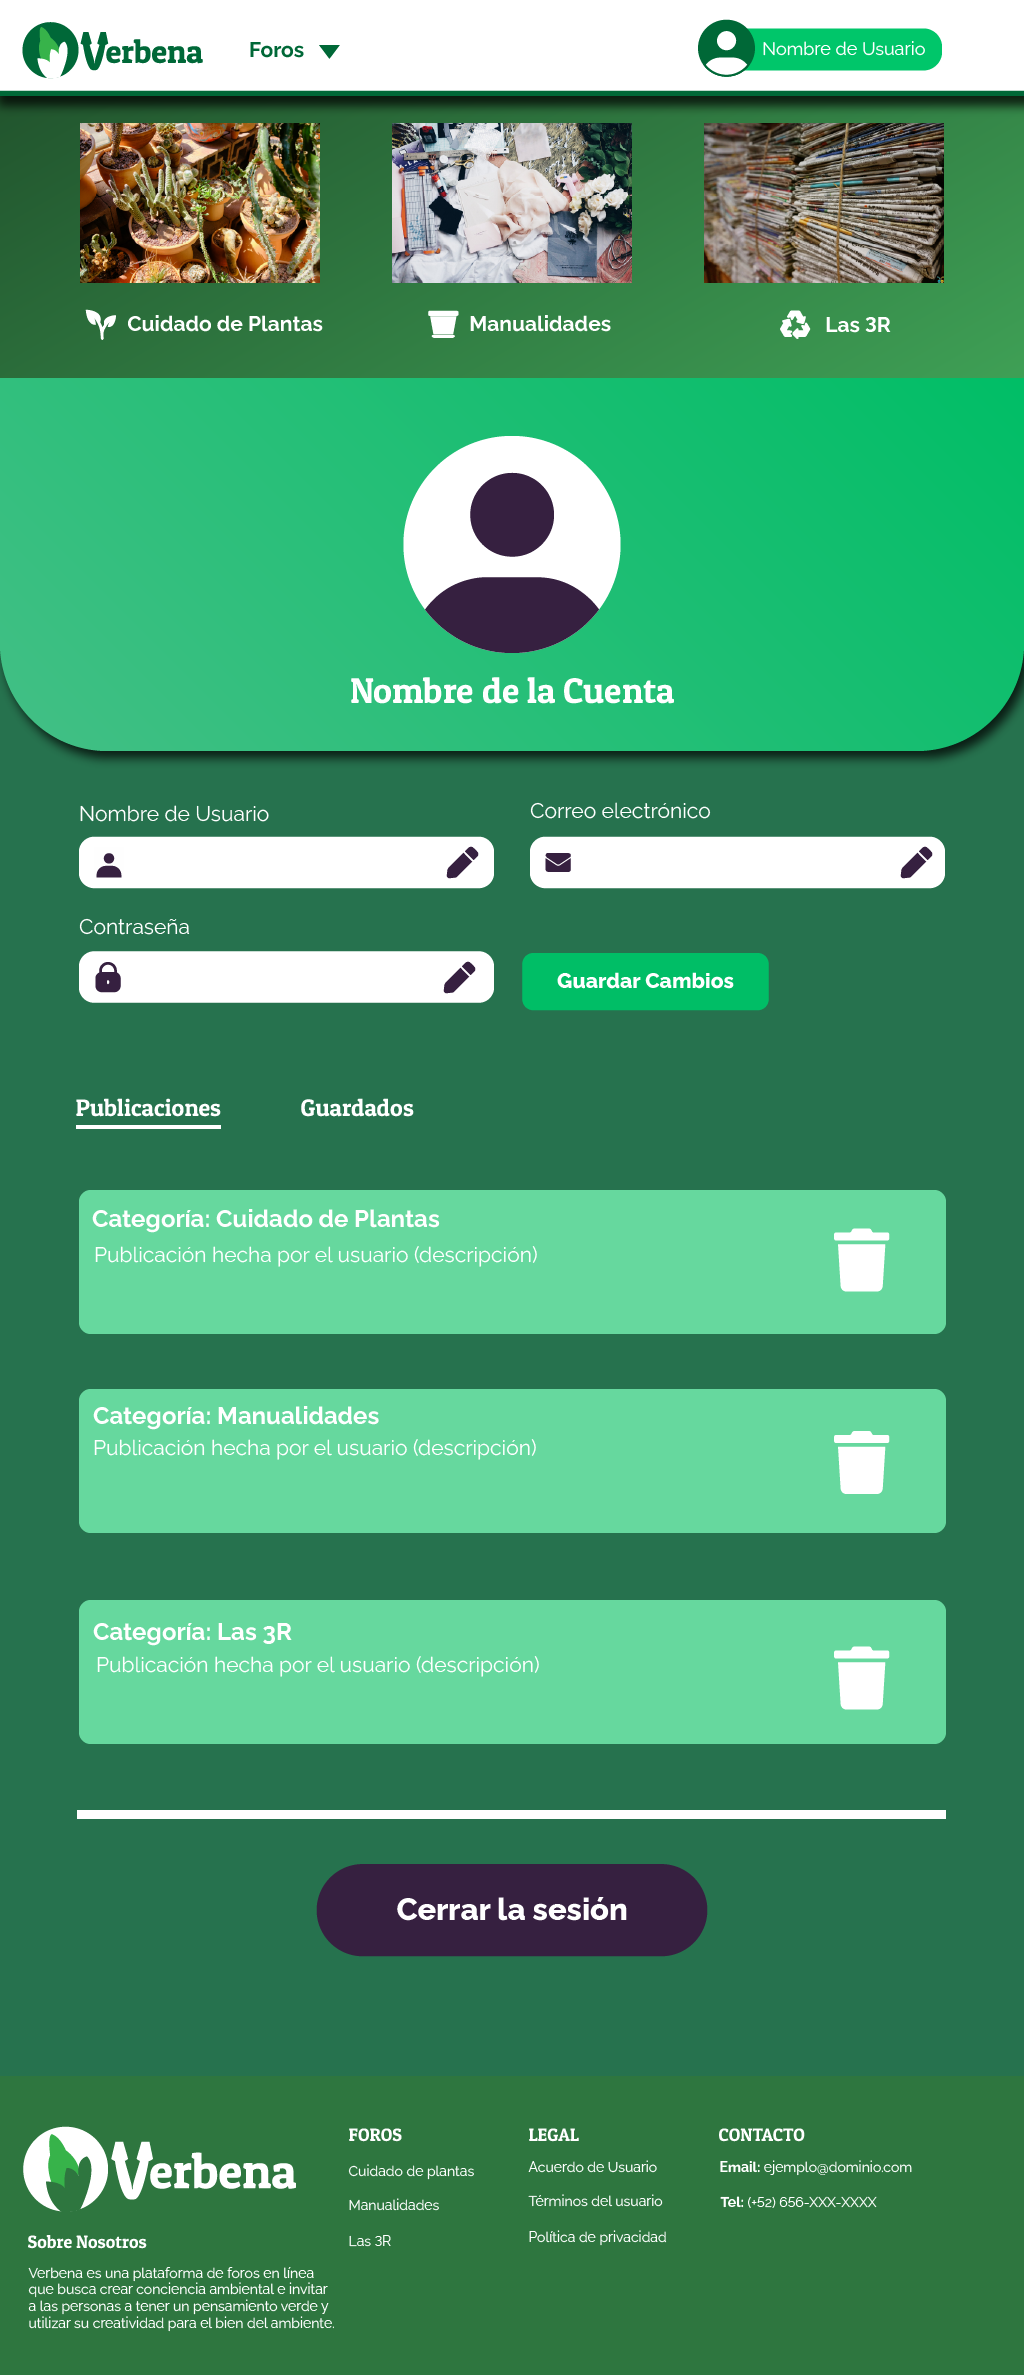 Verbena
Foros
Nombre de Usuario
Cuidado de Plantas
Manualidades
Las 3R
Nombre de la Cuenta
Nombre de Usuario
Correo electrónico
Contraseña
Guardar Cambios
Publicaciones
Guardados
Categoría: Cuidado de Plantas
Publicación hecha por el usuario (descripción)
Categoría: Manualidades
Publicación hecha por el usuario (descripción)
Categoría: Las 3R
Publicación hecha por el usuario (descripción)
Cerrar la sesión
Verbena
Sobre Nosotros
Verbena es una plataforma de foros en línea
que busca crear conciencia ambiental e invitar
a las personas a tener un pensamiento verde y
utilizar su creatividad para el bien del ambiente.
FOROS
Cuidado de plantas
Manualidades
Las 3R
LEGAL
Acuerdo de Usuario
Términos del usuario
Política de privacidad
CONTACTO
Email: ejemplo@dominio.com
Tel: (+52) 656-XXX-XXXX